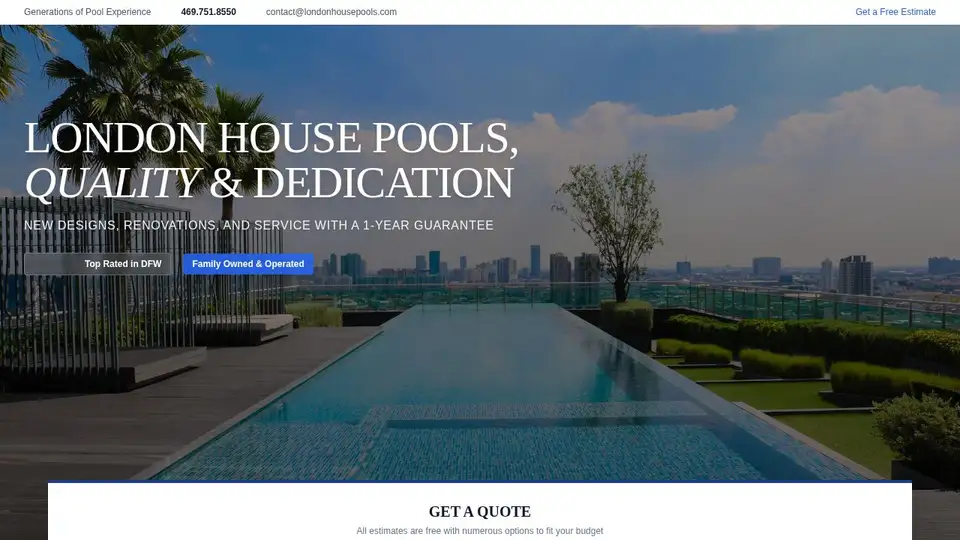 Generations of Pool Experience 469.751.8550 contact@londonhousepools.com Get a Free Estimate
LONDON HOUSE POOLS,
QUALITY & DEDICATION
NEW DESIGNS, RENOVATIONS, AND SERVICE WITH A 1-YEAR GUARANTEE
Top Rated in DFW Family Owned & Operated
GET A QUOTE
All estimates are free with numerous options to fit your budget